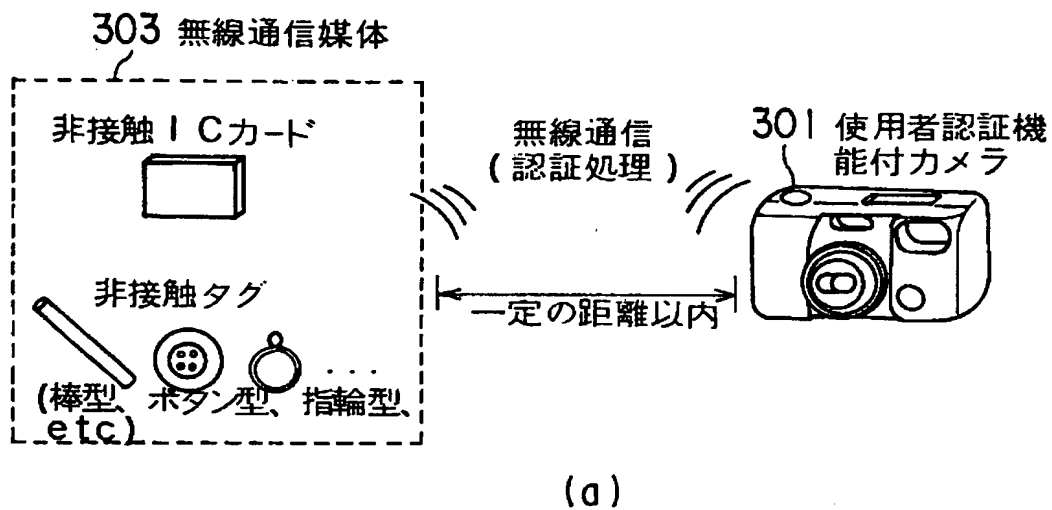 303 無線通信媒体
非接触ICカード
無線通信
(認証処理)
301 使用者認証機
能付カメラ
非接触タグ
一定の距離以内
(棒型、ボタン型、指輪型、
etc)
・・・
(a)